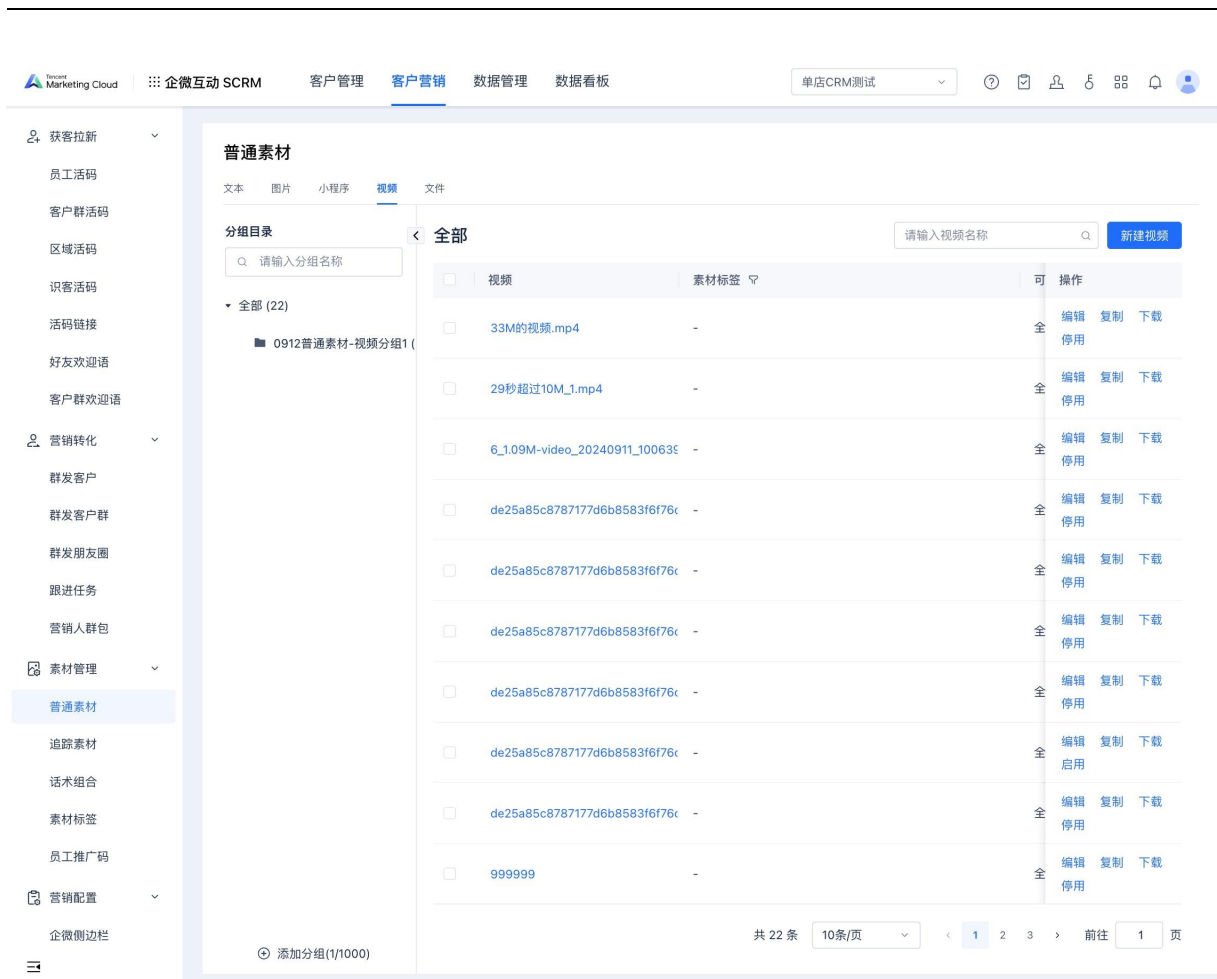 Tencent
Marketing Cloud
企微互动 SCRM
客户管理
客户营销
数据管理
数据看板
单店CRM测试
获客拉新
员工活码
客户群活码
区域活码
识客活码
活码链接
好友欢迎语
客户群欢迎语
营销转化
群发客户
群发客户群
群发朋友圈
跟进任务
营销人群包
素材管理
普通素材
追踪素材
话术组合
素材标签
员工推广码
营销配置
企微侧边栏
普通素材
文本 图片 小程序 视频 文件
分组目录
请输入分组名称
全部 (22)
0912普通素材-视频分组1 (
添加分组(1/1000)
全部
请输入视频名称
新建视频
视频 素材标签 可 操作
33M的视频.mp4 - 全 编辑 复制 下载
停用
29秒超过10M_1.mp4 - 全 编辑 复制 下载
停用
6_1.09M-video_20240911_100639 - 全 编辑 复制 下载
停用
de25a85c8787177d6b8583f6f76c - 全 编辑 复制 下载
停用
de25a85c8787177d6b8583f6f76c - 全 编辑 复制 下载
停用
de25a85c8787177d6b8583f6f76c - 全 编辑 复制 下载
停用
de25a85c8787177d6b8583f6f76c - 全 编辑 复制 下载
停用
de25a85c8787177d6b8583f6f76c - 全 编辑 复制 下载
启用
de25a85c8787177d6b8583f6f76c - 全 编辑 复制 下载
停用
999999 - 全 编辑 复制 下载
停用
共 22 条 10条/页 1 2 3 前往 1 页